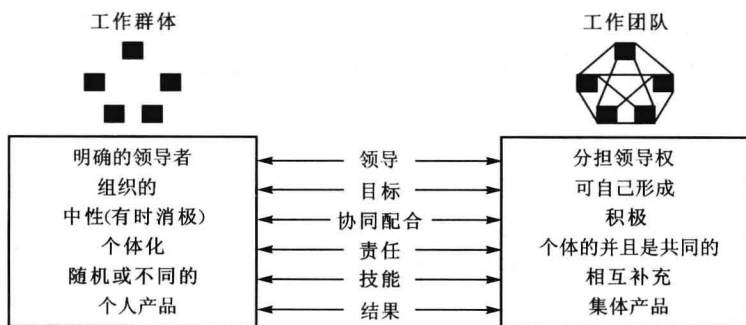 工作群体 工作团队
明确的领导者 领导 分担领导权
组织的 目标 可自己形成
中性(有时消极) 协同配合 积极
个体化 责任 个体的并且是共同的
随机或不同的 技能 相互补充
个人产品 结果 集体产品